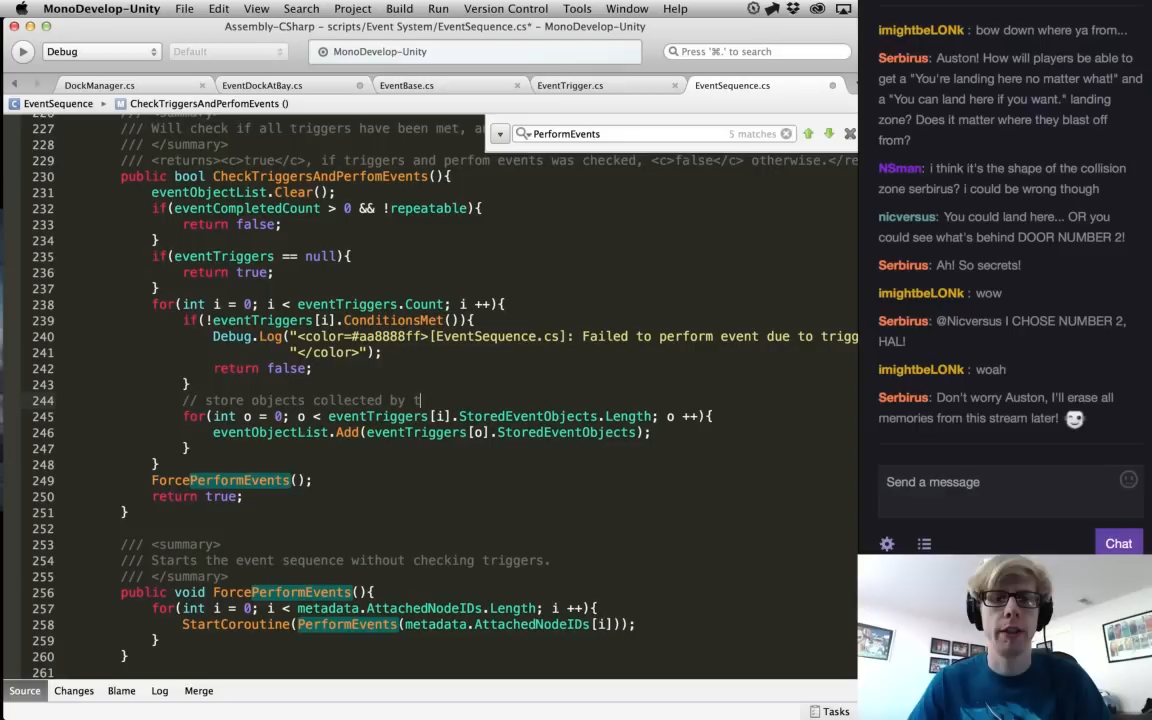 MonoDevelop-Unity File Edit View Search Project Build Run Version Control Tools Window Help
Assembly-CSharp - scripts/Event System/EventSequence.cs* - MonoDevelop-Unity
Debug Default MonoDevelop-Unity Press '⌘.' to search
DockManager.cs EventDockAtBay.cs EventBase.cs EventTrigger.cs EventSequence.cs
EventSequence CheckTriggersAndPerfomEvents ()
PerformEvents 5 matches
227 /// Will check if all triggers have been met, a
228 /// </summary>
229 /// <returns><c>true</c>, if triggers and perfom events was checked, <c>false</c> otherwise.</re
230 public bool CheckTriggersAndPerfomEvents(){
231 eventObjectList.Clear();
232 if(eventCompletedCount > 0 && !repeatable){
233 return false;
234 }
235 if(eventTriggers == null){
236 return true;
237 }
238 for(int i = 0; i < eventTriggers.Count; i ++){
239 if(!eventTriggers[i].ConditionsMet()){
240 Debug.Log("<color=#aa8888ff>[EventSequence.cs]: Failed to perform event due to trigg
241 "</color>");
242 return false;
243 }
244 // store objects collected by t
245 for(int o = 0; o < eventTriggers[i].StoredEventObjects.Length; o ++){
246 eventObjectList.Add(eventTriggers[o].StoredEventObjects);
247 }
248 }
249 ForcePerformEvents();
250 return true;
251 }
252
253 /// <summary>
254 /// Starts the event sequence without checking triggers.
255 /// </summary>
256 public void ForcePerformEvents(){
257 for(int i = 0; i < metadata.AttachedNodeIDs.Length; i ++){
258 StartCoroutine(PerformEvents(metadata.AttachedNodeIDs[i]));
259 }
260 }
261
Source Changes Blame Log Merge
Tasks
imightbeLONk : bow down where ya from...
Serbirus: Auston! How will players be able to
get a "You're landing here no matter what!" and
a "You can land here if you want." landing
zone? Does it matter where they blast off
from?
NSman: i think it's the shape of the collision
zone serbirus? i could be wrong though
nicversus: You could land here... OR you
could see what's behind DOOR NUMBER 2!
Serbirus: Ah! So secrets!
imightbeLONk : wow
Serbirus: @Nicversus I CHOSE NUMBER 2,
HAL!
imightbeLONk : woah
Serbirus: Don't worry Auston, I'll erase all
memories from this stream later!
Send a message
Chat